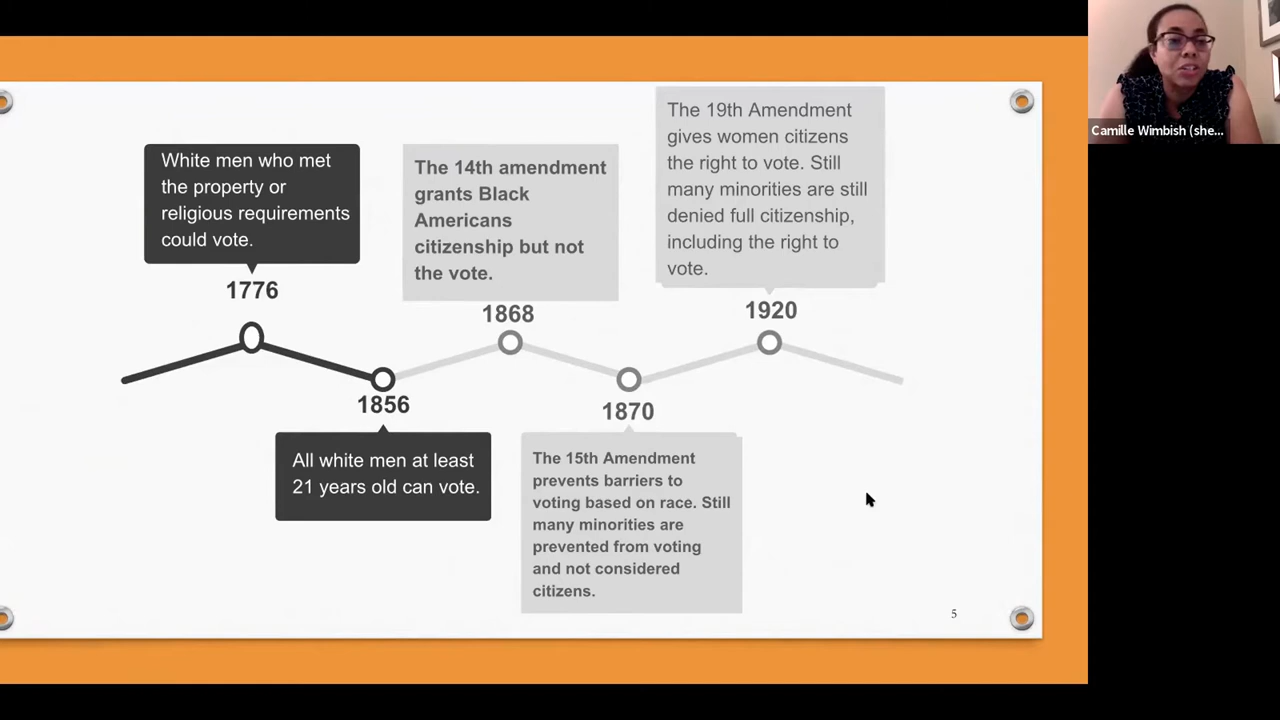 White men who met
the property or
religious requirements
could vote.
1776
1856
All white men at least
21 years old can vote.
The 14th amendment
grants Black
Americans
citizenship but not
the vote.
1868
1870
The 15th Amendment
prevents barriers to
voting based on race. Still
many minorities are
prevented from voting
and not considered
citizens.
The 19th Amendment
gives women citizens
the right to vote. Still
many minorities are still
denied full citizenship,
including the right to
vote.
1920
5
Camille Wimbish (she...